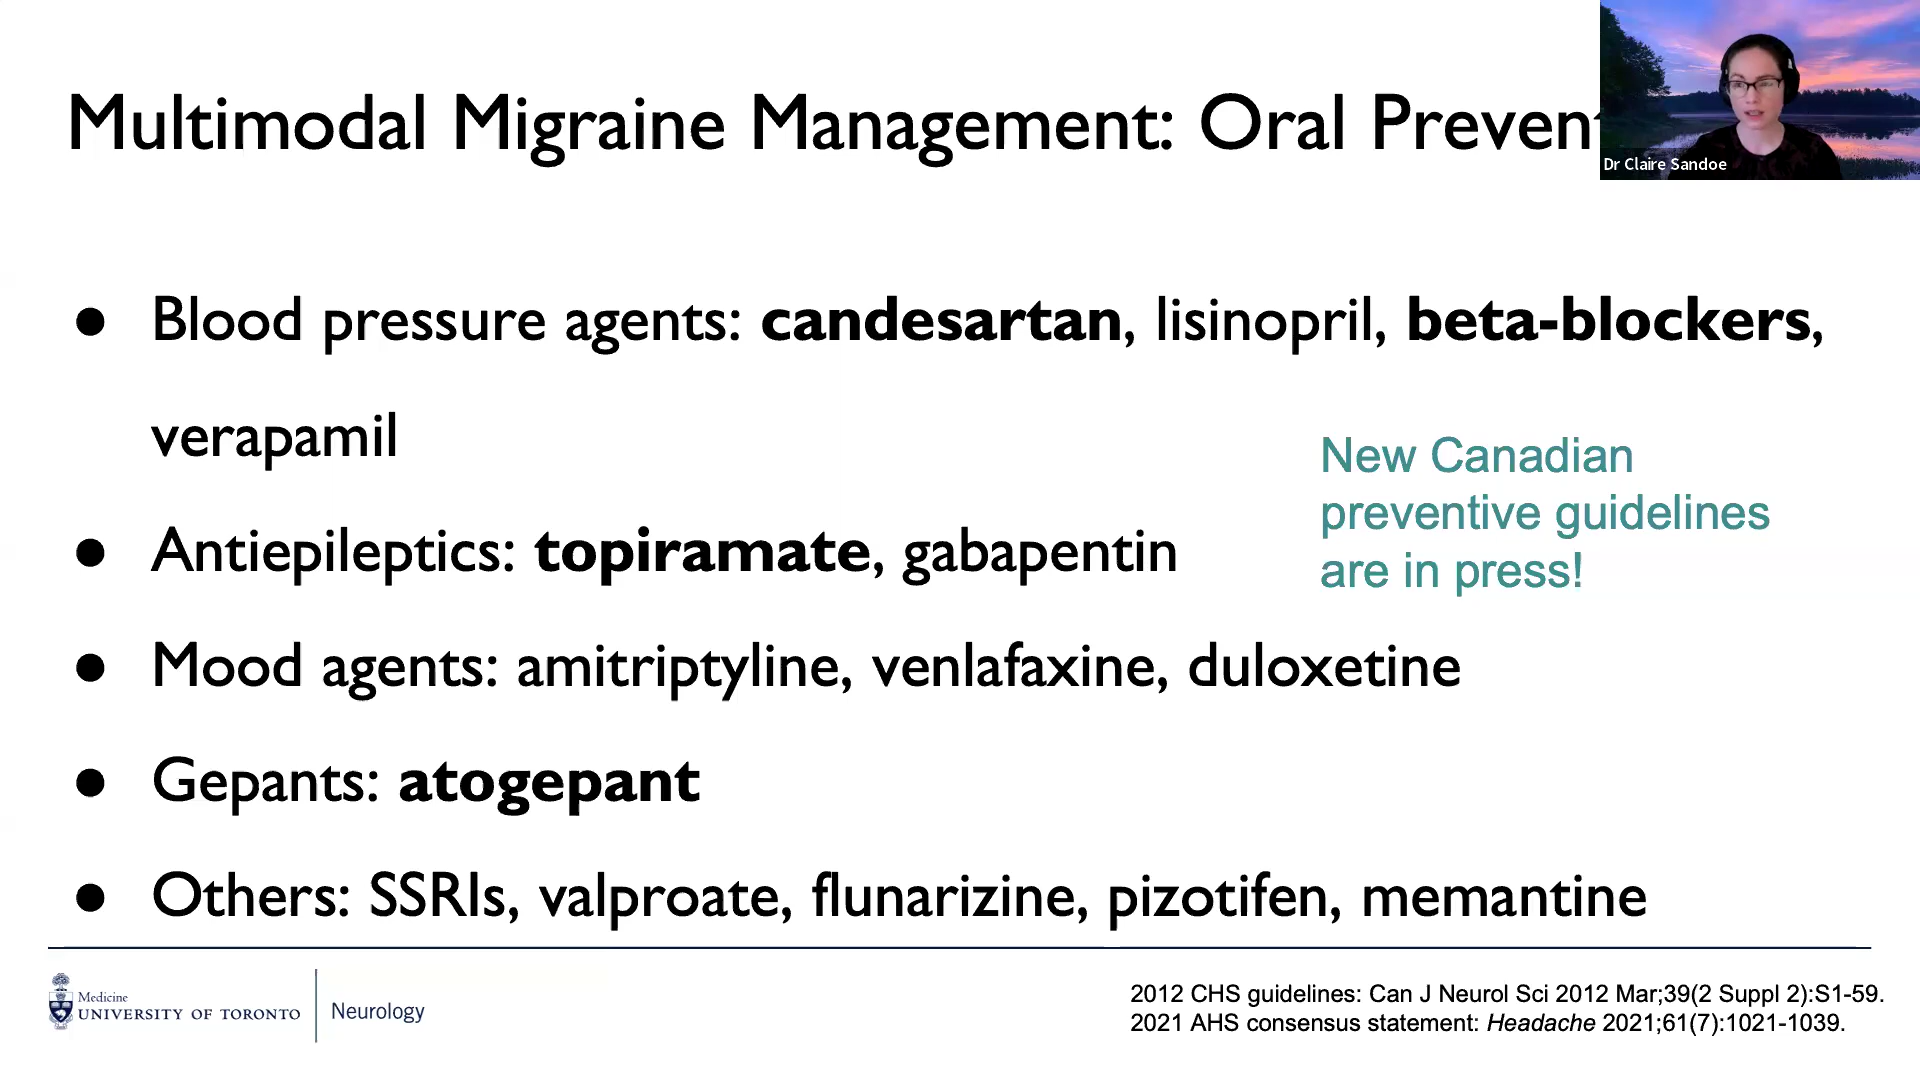 Multimodal Migraine Management: Oral Preven
Dr Claire Sandoe
● Blood pressure agents: candesartan, lisinopril, beta-blockers,
verapamil
New Canadian
preventive guidelines
are in press!
● Antiepileptics: topiramate, gabapentin
● Mood agents: amitriptyline, venlafaxine, duloxetine
● Gepants: atogepant
● Others: SSRIs, valproate, flunarizine, pizotifen, memantine
Medicine
UNIVERSITY OF TORONTO
Neurology
2012 CHS guidelines: Can J Neurol Sci 2012 Mar;39(2 Suppl 2):S1-59.
2021 AHS consensus statement: Headache 2021;61(7):1021-1039.